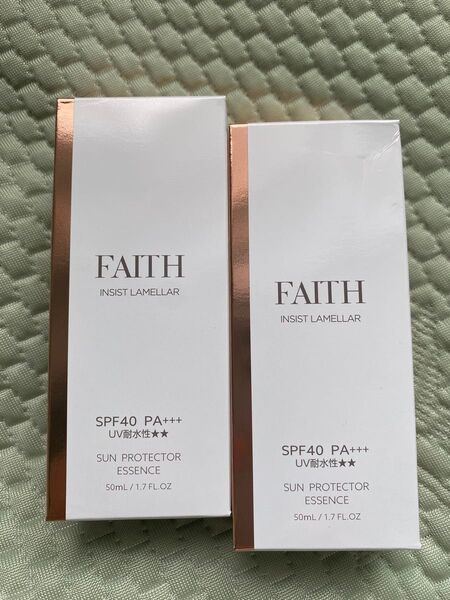 FAITH
INSIST LAMELLAR
SPF40 PA+++
UV耐水性★★
SUN PROTECTOR
ESSENCE
50mL / 1.7 FL.OZ
FAITH
INSIST LAMELLAR
SPF40 PA+++
UV耐水性★★
SUN PROTECTOR
ESSENCE
50mL / 1.7 FL.OZ